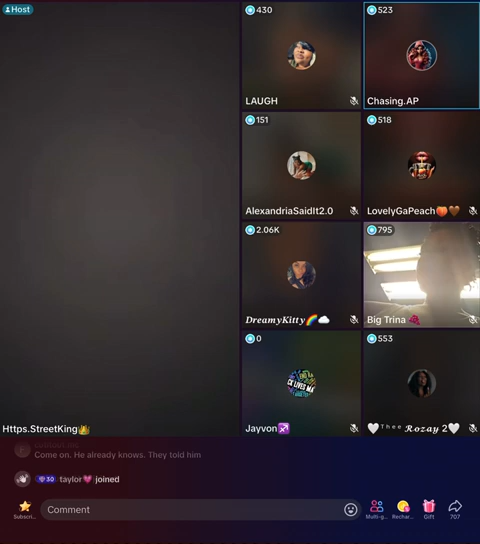 Host
Https.StreetKing👑
430
LAUGH
523
Chasing.AP
151
AlexandriaSaidIt2.0
518
LovelyGaPeach🍑🤎
2.06K
DreamyKitty🌈☁️
795
Big Trina
0
Jayvon♐
553
🤍ᵀʰᵉᵉ Rozay 2🤍
Come on. He already knows. They told him
30 taylor💗 joined
Subscri...
Comment
Multi-g...
Rechar...
Gift
707